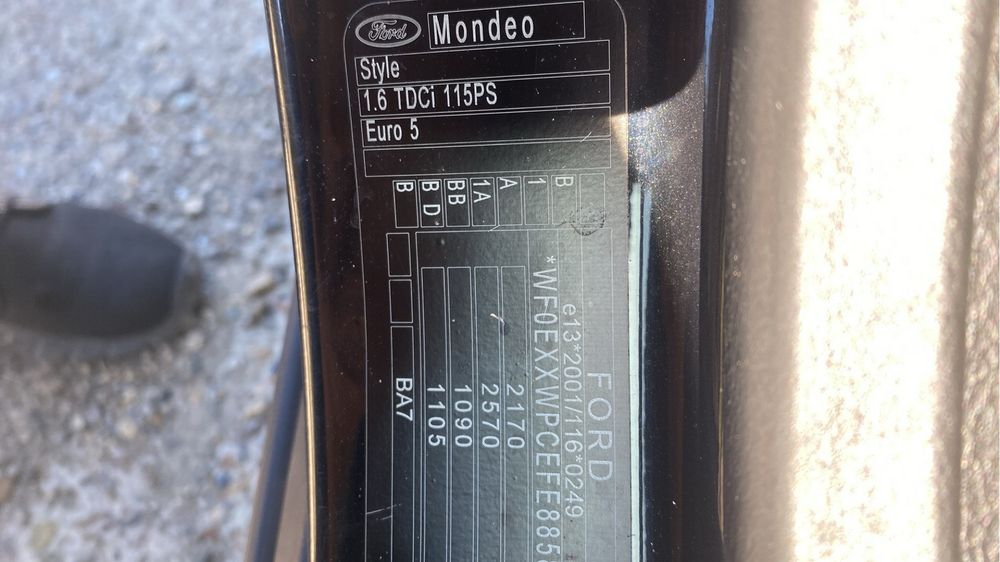 Ford
Mondeo
Style
1.6 TDCi 115PS
Euro 5
FORD
B e13*2001/116*0249
1 *WF0EXXWPCEFE885
A 2170
1A 2570
BB 1090
B D 1105
B BA7